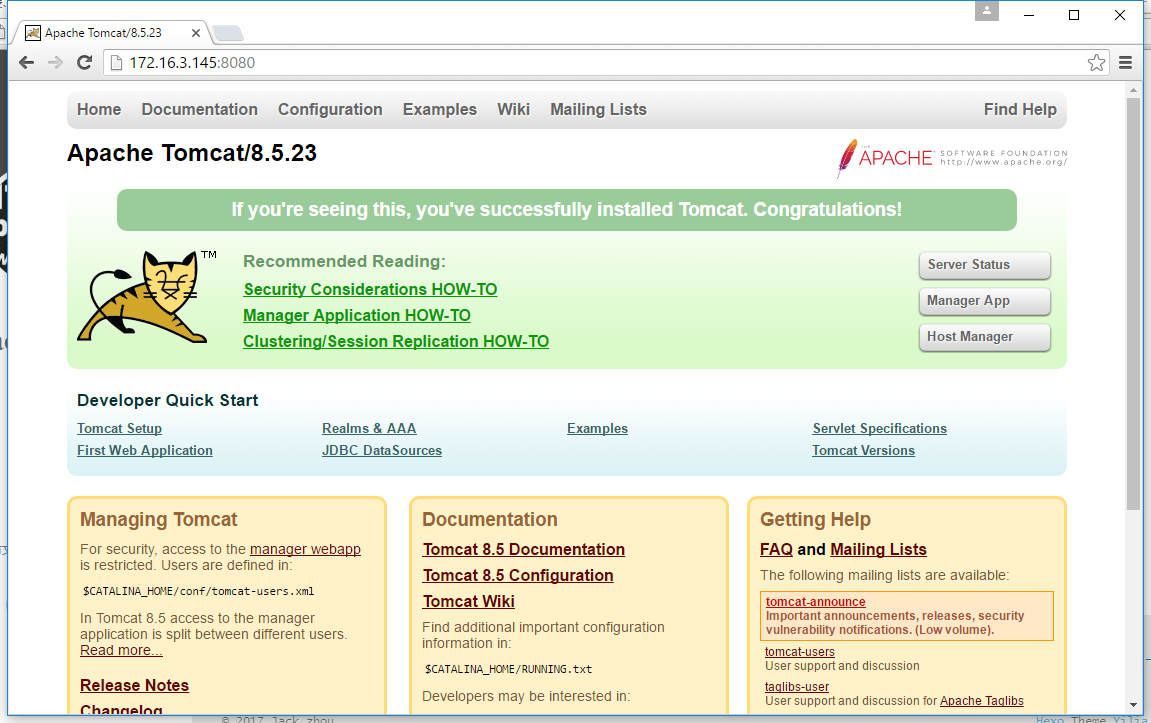 Apache Tomcat/8.5.23
172.16.3.145:8080
Home Documentation Configuration Examples Wiki Mailing Lists Find Help
Apache Tomcat/8.5.23
THE
APACHE® SOFTWARE FOUNDATION
http://www.apache.org/
If you're seeing this, you've successfully installed Tomcat. Congratulations!
TM
Recommended Reading:
Security Considerations HOW-TO
Manager Application HOW-TO
Clustering/Session Replication HOW-TO
Server Status
Manager App
Host Manager
Developer Quick Start
Tomcat Setup
First Web Application
Realms & AAA
JDBC DataSources
Examples
Servlet Specifications
Tomcat Versions
Managing Tomcat
For security, access to the manager webapp
is restricted. Users are defined in:
$CATALINA_HOME/conf/tomcat-users.xml
In Tomcat 8.5 access to the manager
application is split between different users.
Read more...
Release Notes
Changelog
Documentation
Tomcat 8.5 Documentation
Tomcat 8.5 Configuration
Tomcat Wiki
Find additional important configuration
information in:
$CATALINA_HOME/RUNNING.txt
Developers may be interested in:
Getting Help
FAQ and Mailing Lists
The following mailing lists are available:
tomcat-announce
Important announcements, releases, security
vulnerability notifications. (Low volume).
tomcat-users
User support and discussion
taglibs-user
User support and discussion for Apache Taglibs
© 2017 Jack zhou
Hexo Theme Yilia